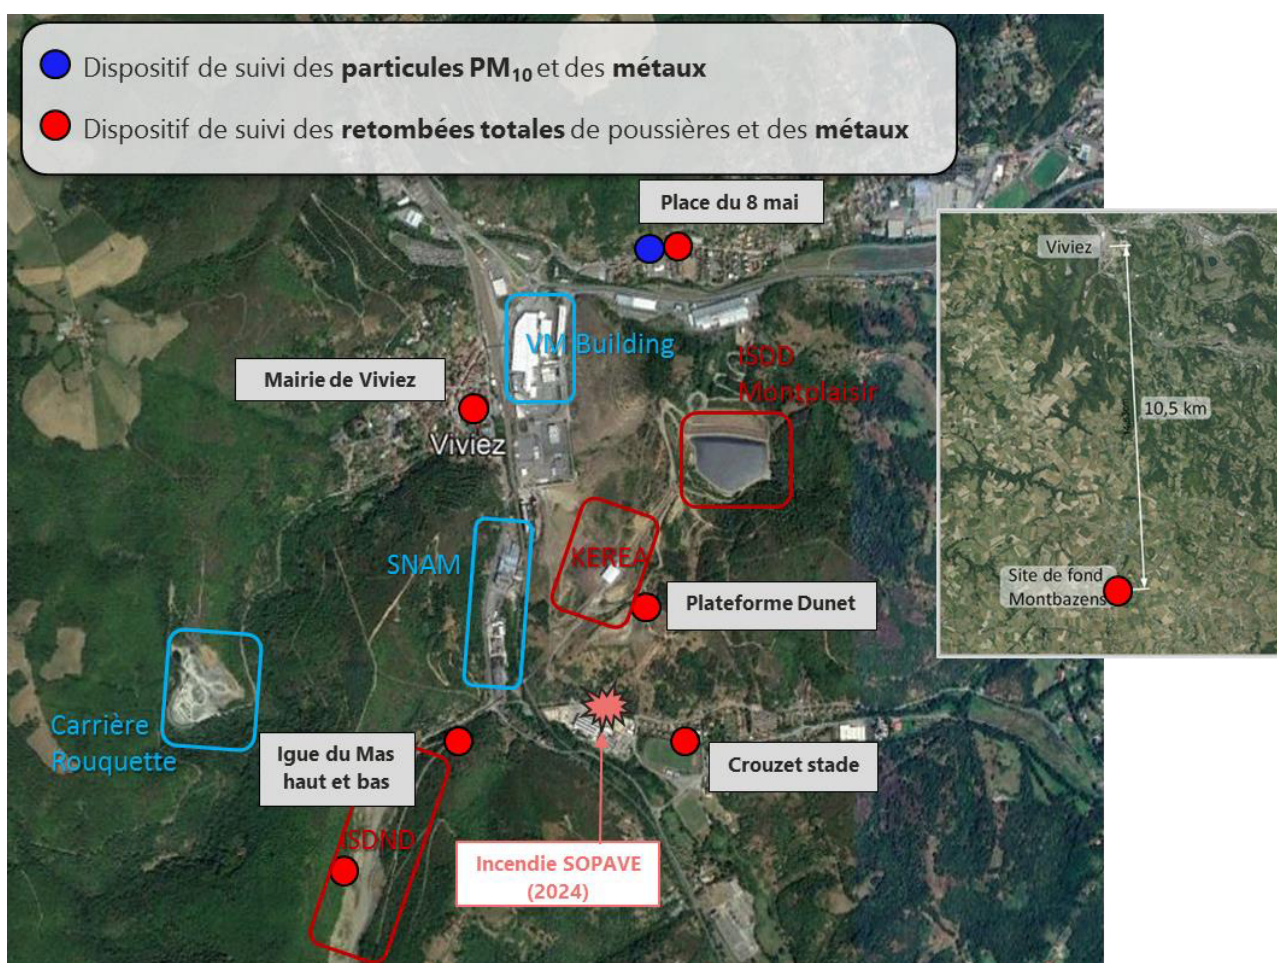 Dispositif de suivi des particules PM₁₀ et des métaux
Dispositif de suivi des retombées totales de poussières et des métaux
Place du 8 mai
Viviez
VM Building
ISDD
Montplaisir
Mairie de Viviez
10,5 km
Viviez
SNAM
KEREA
Site de fond
Montbazens
Plateforme Dunet
Carrière
Rouquette
Igue du Mas
haut et bas
Crouzet stade
ISDND
Incendie SOPAVE
(2024)